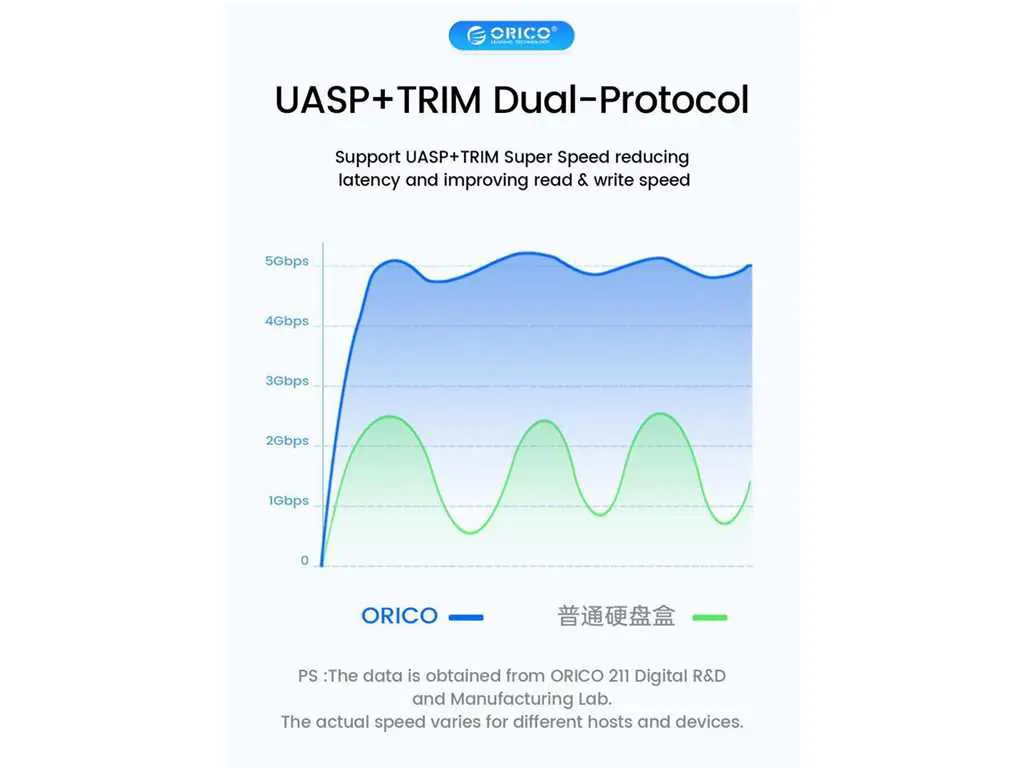 ORICO®
LEADING TECHNOLOGY
UASP+TRIM Dual-Protocol
Support UASP+TRIM Super Speed reducing
latency and improving read & write speed
5Gbps
4Gbps
3Gbps
2Gbps
1Gbps
0
ORICO
普通硬盘盒
PS :The data is obtained from ORICO 211 Digital R&D
and Manufacturing Lab.
The actual speed varies for different hosts and devices.